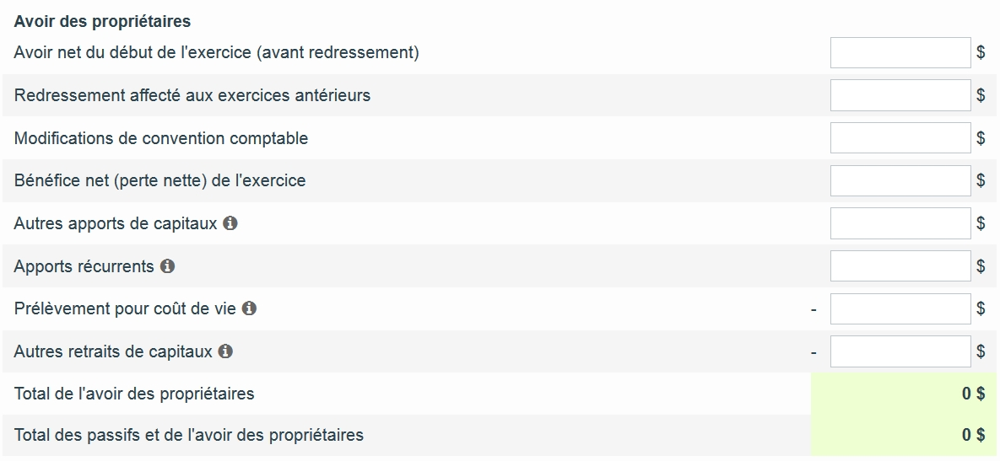 Avoir des propriétaires
Avoir net du début de l'exercice (avant redressement) $
Redressement affecté aux exercices antérieurs $
Modifications de convention comptable $
Bénéfice net (perte nette) de l'exercice $
Autres apports de capitaux i $
Apports récurrents i $
Prélèvement pour coût de vie i - $
Autres retraits de capitaux i - $
Total de l'avoir des propriétaires 0 $
Total des passifs et de l'avoir des propriétaires 0 $